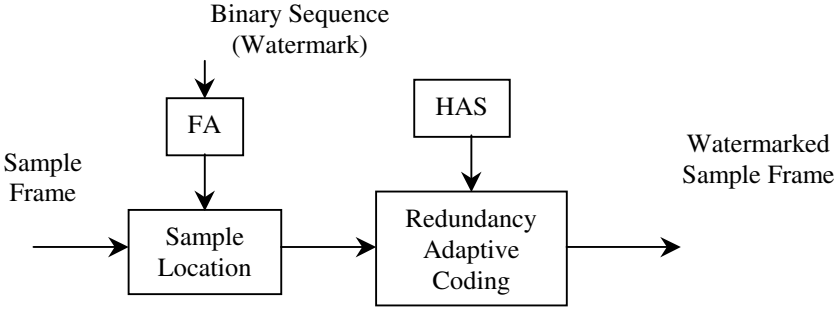 Binary Sequence
(Watermark)
FA
HAS
Sample
Frame
Watermarked
Sample Frame
Sample
Location
Redundancy
Adaptive
Coding